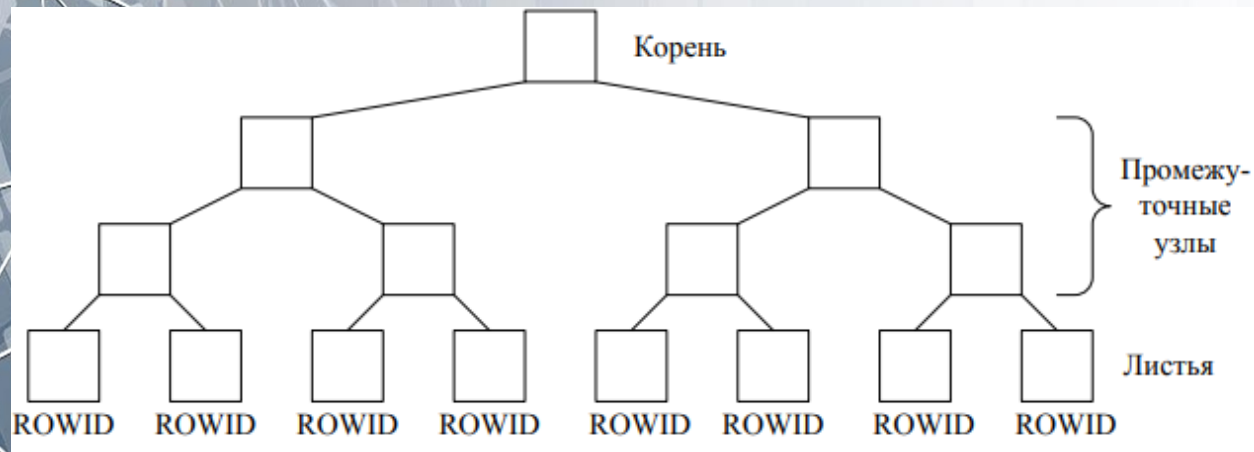 Корень
Промежу-
точные
узлы
Листья
ROWID ROWID ROWID ROWID ROWID ROWID ROWID ROWID